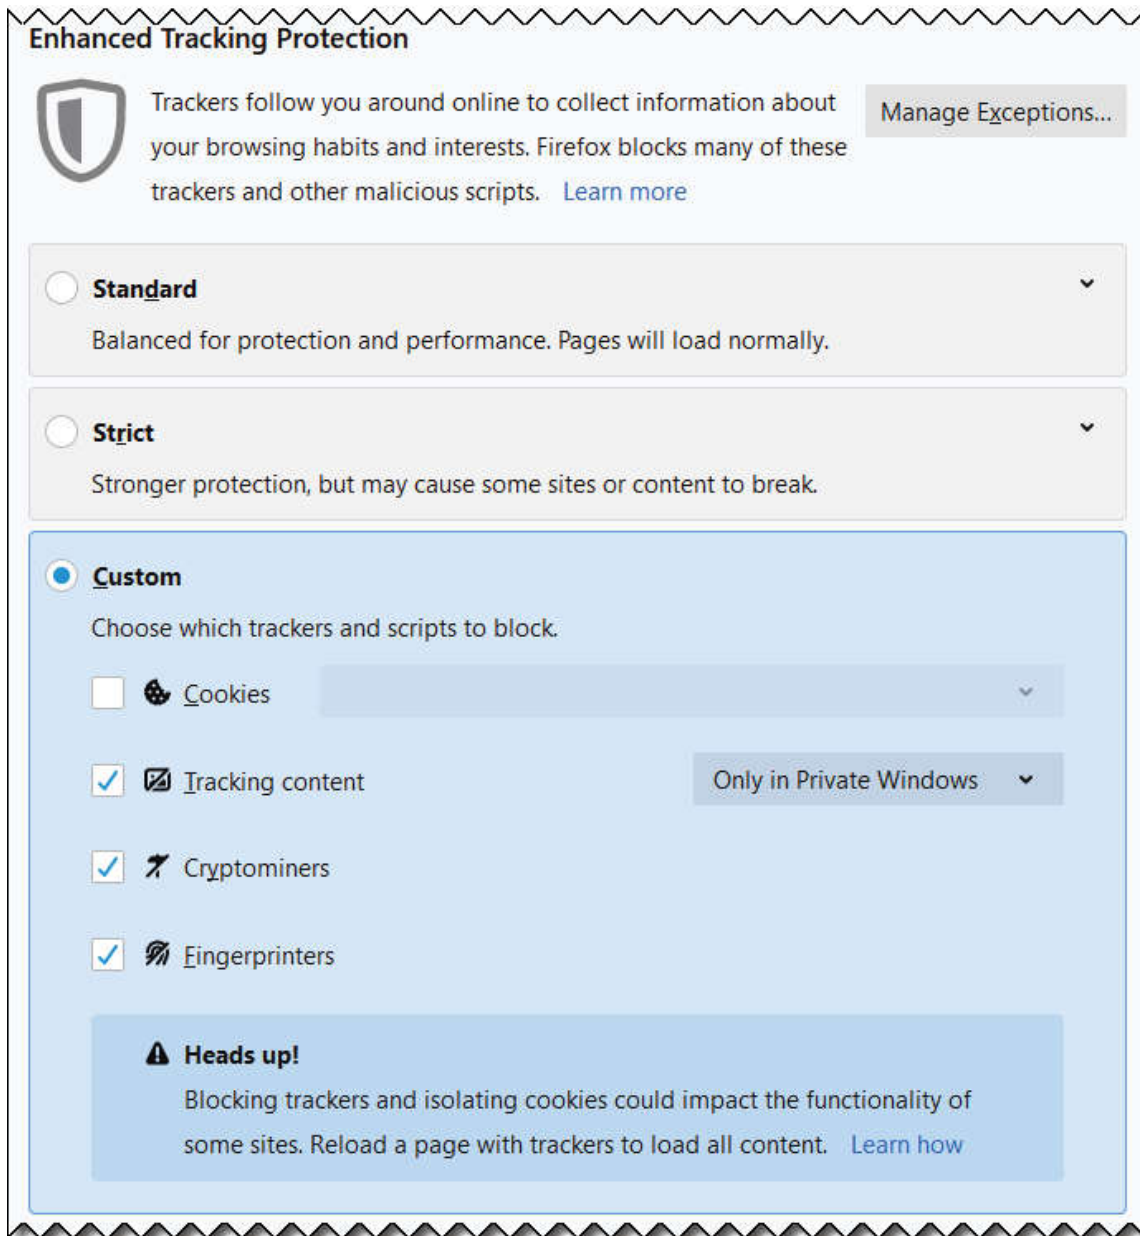 Enhanced Tracking Protection
Trackers follow you around online to collect information about
your browsing habits and interests. Firefox blocks many of these
trackers and other malicious scripts. Learn more
Manage Exceptions...
Standard
Balanced for protection and performance. Pages will load normally.
Strict
Stronger protection, but may cause some sites or content to break.
Custom
Choose which trackers and scripts to block.
Cookies
Tracking content Only in Private Windows
Cryptominers
Fingerprinters
Heads up!
Blocking trackers and isolating cookies could impact the functionality of
some sites. Reload a page with trackers to load all content. Learn how